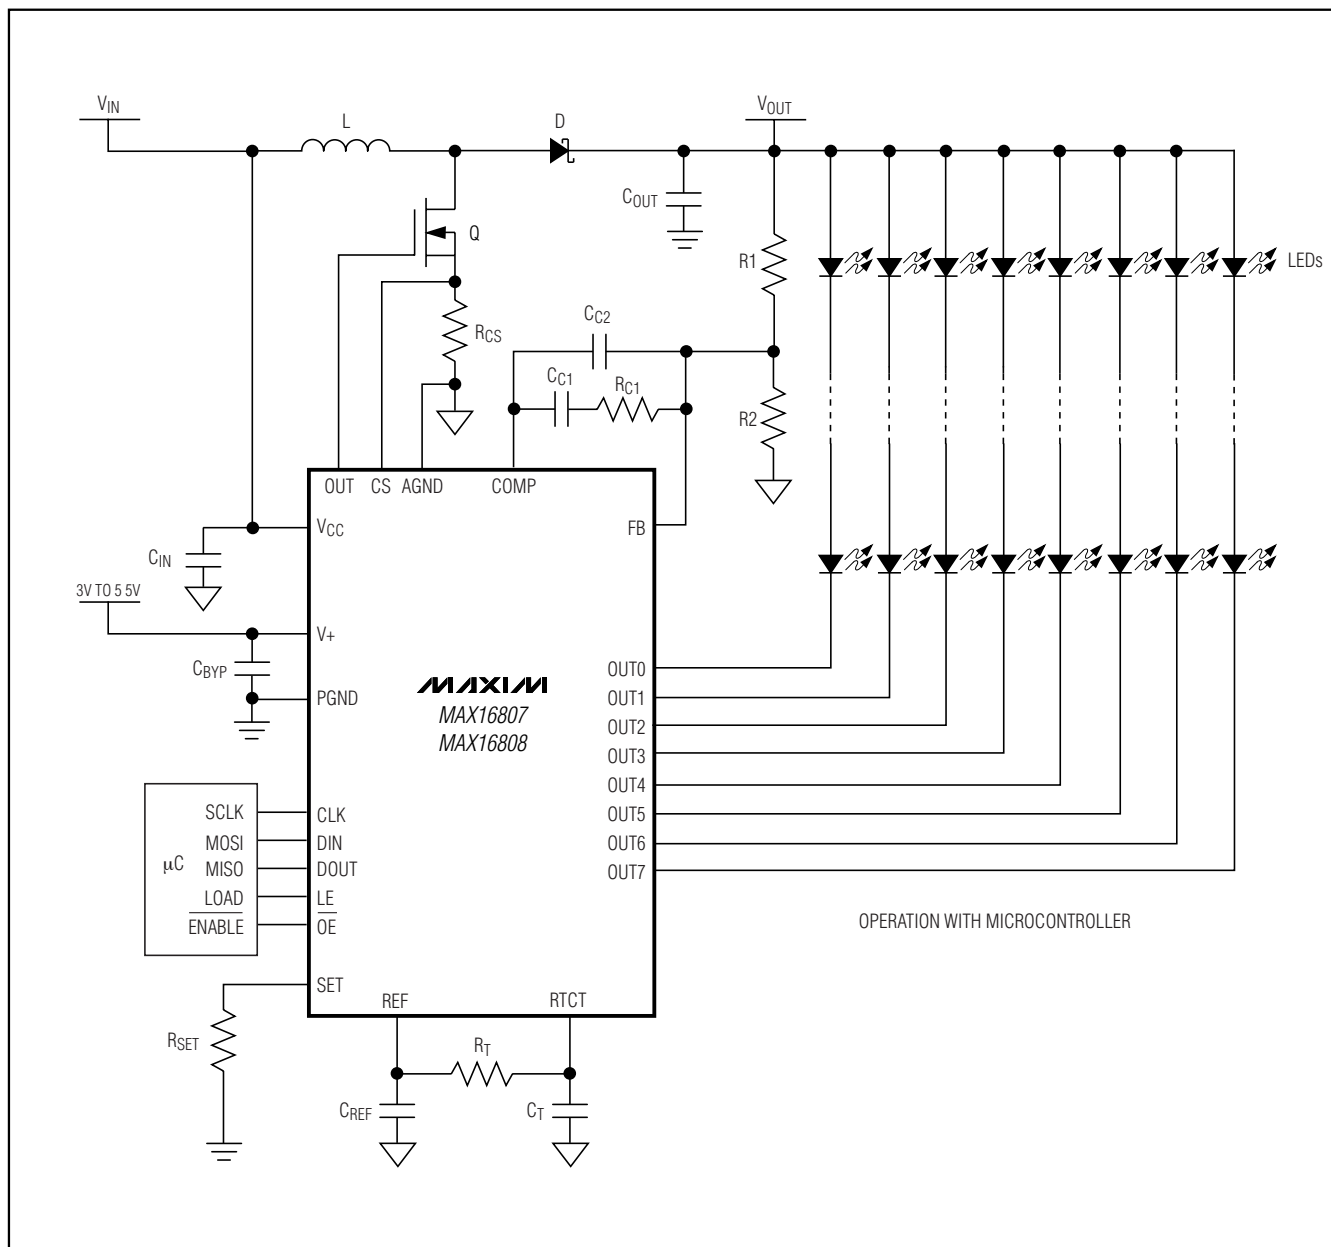 VIN
L
D
VOUT
COUT
Q
R1
LEDs
RCS
CC2
CC1
RC1
R2
OUT
CS
AGND
COMP
VCC
FB
CIN
3V TO 5 5V
V+
CBYP
PGND
MAXIM
MAX16807
MAX16808
OUT0
OUT1
OUT2
OUT3
OUT4
OUT5
OUT6
OUT7
μC
SCLK
MOSI
MISO
LOAD
ENABLE
CLK
DIN
DOUT
LE
OE
OPERATION WITH MICROCONTROLLER
SET
REF
RTCT
RSET
RT
CREF
CT